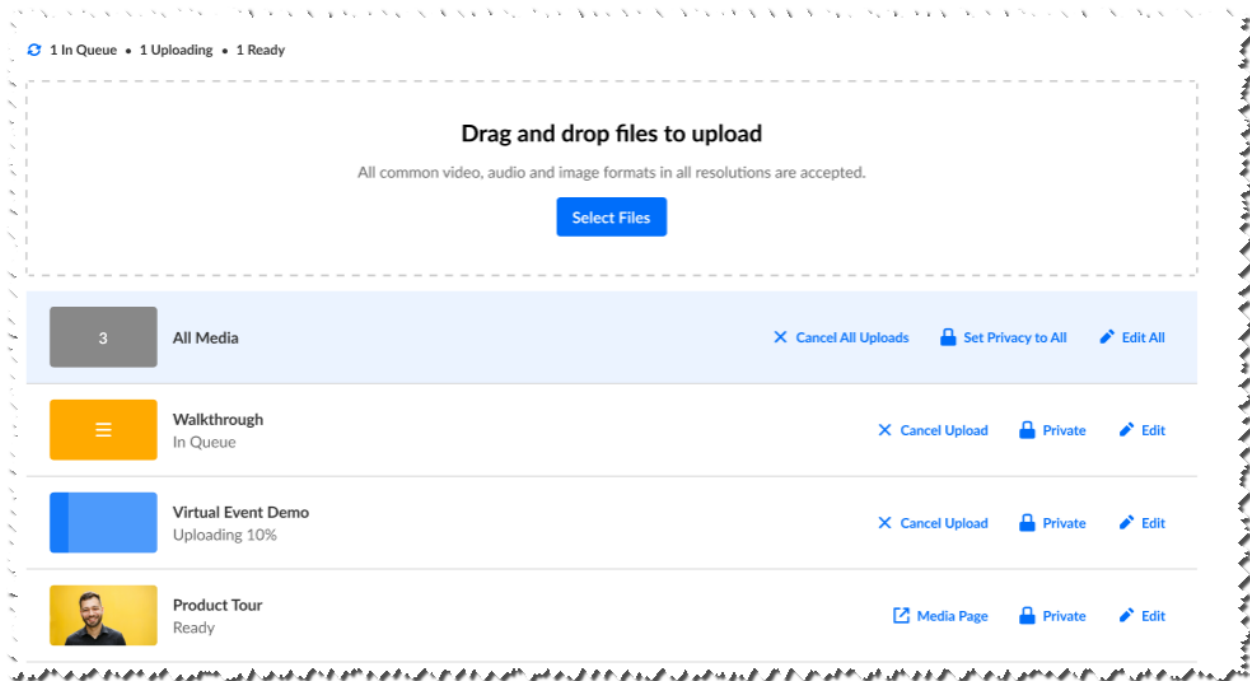 1 In Queue • 1 Uploading • 1 Ready
Drag and drop files to upload
All common video, audio and image formats in all resolutions are accepted.
Select Files
3 All Media Cancel All Uploads Set Privacy to All Edit All
Walkthrough
In Queue
Cancel Upload Private Edit
Virtual Event Demo
Uploading 10%
Cancel Upload Private Edit
Product Tour
Ready
Media Page Private Edit